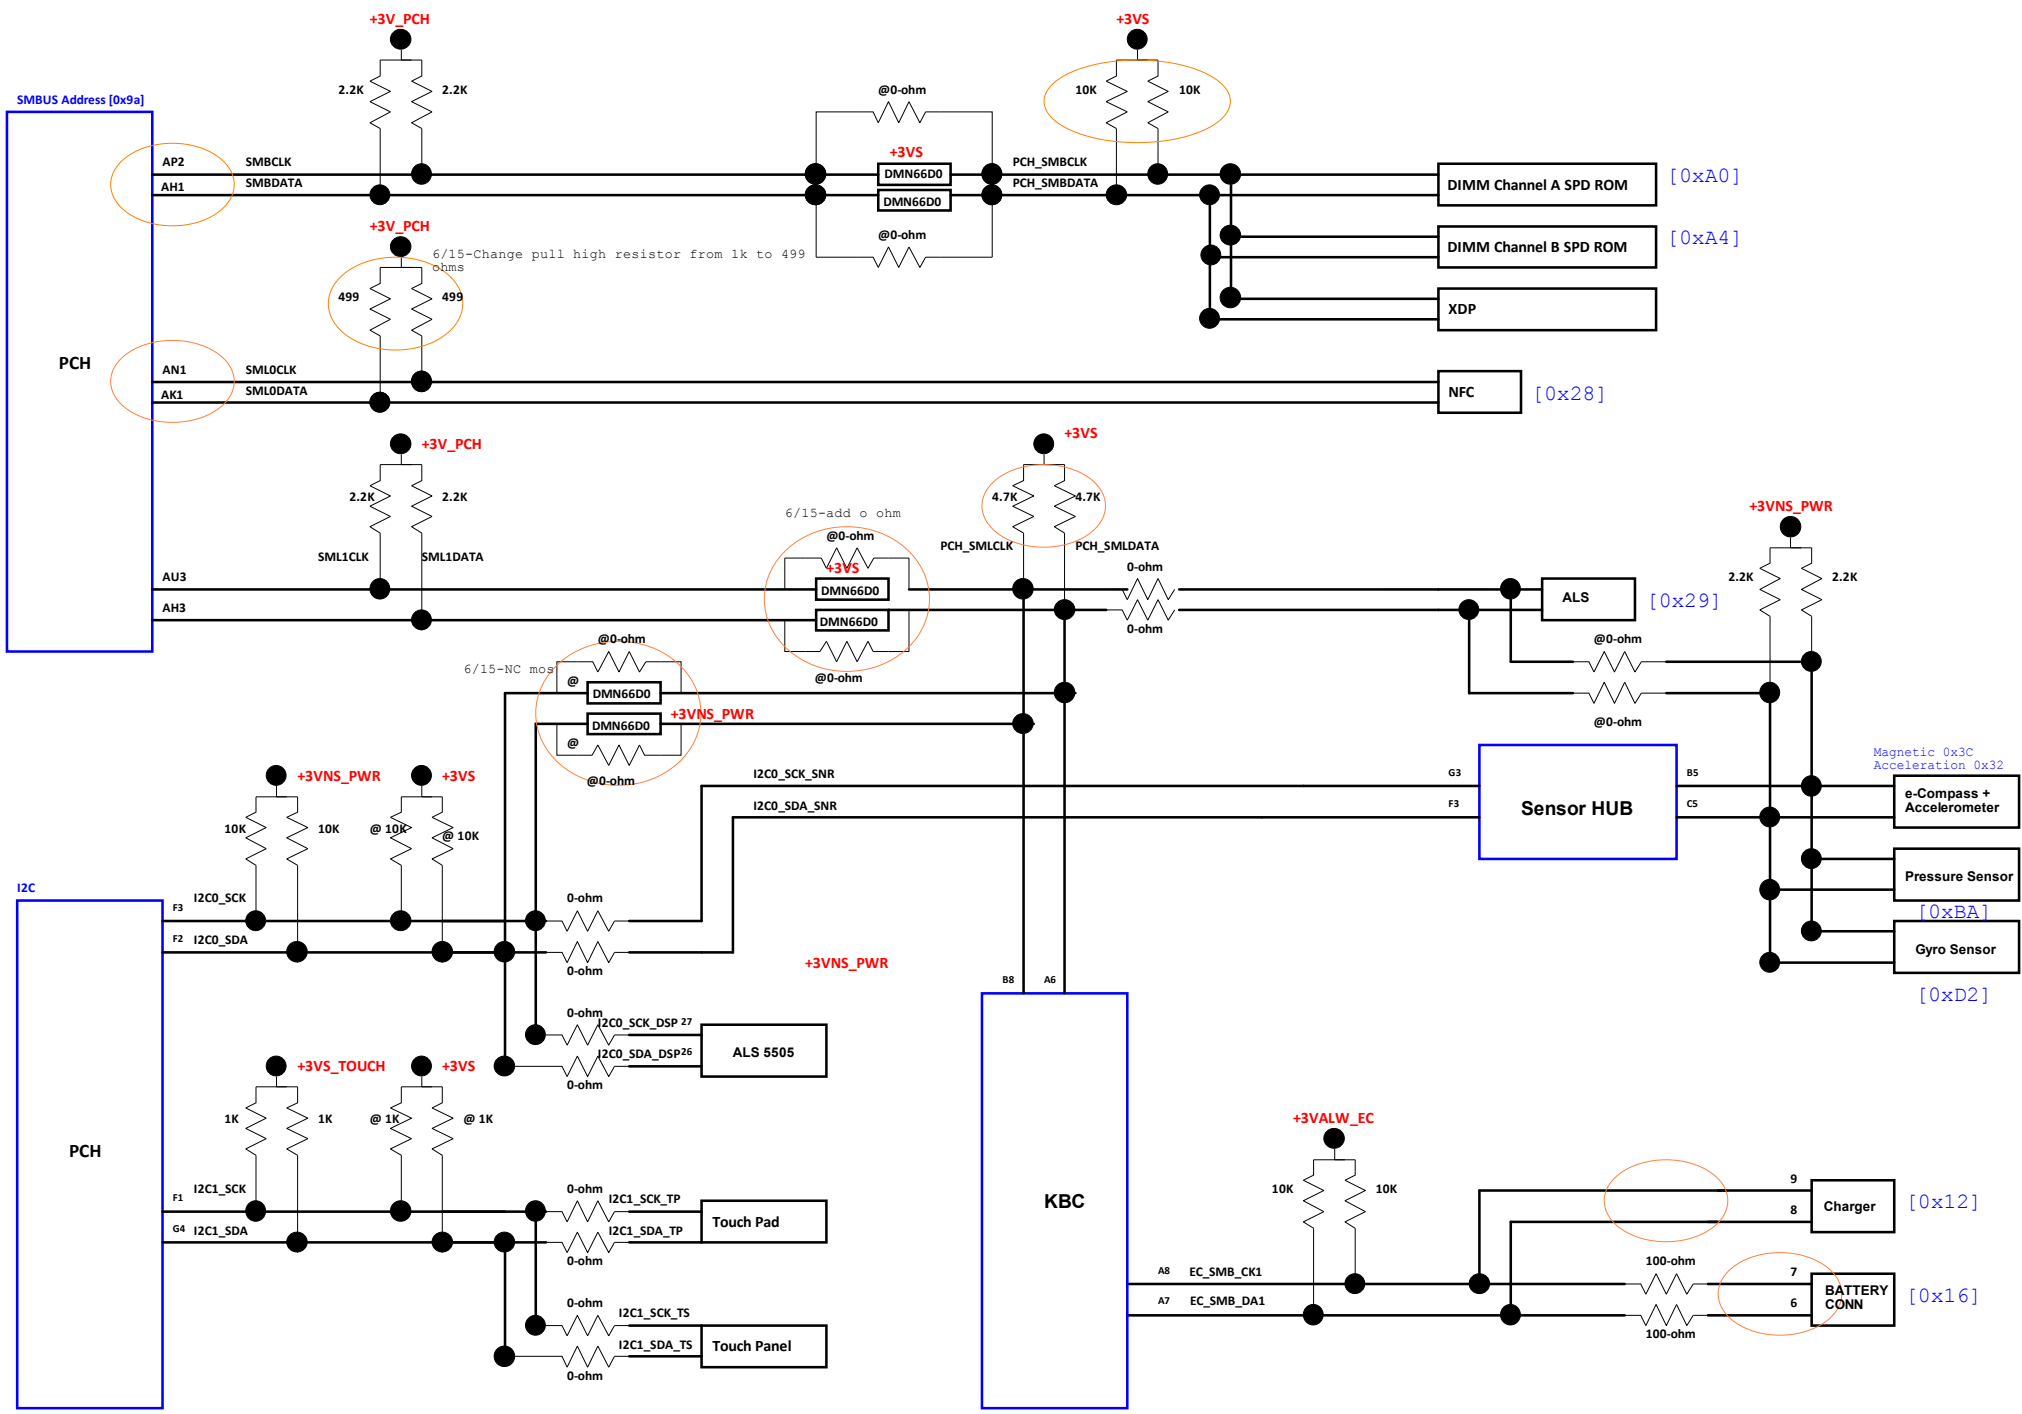 +3V_PCH
+3VS
2.2K
2.2K
@0-ohm
10K
10K
SMBUS Address [0x9a]
AP2
SMBCLK
+3VS
PCH_SMBCLK
DMN66D0
AH1
SMBDATA
PCH_SMBDATA
DMN66D0
DIMM Channel A SPD ROM
[0xA0]
+3V_PCH
@0-ohm
6/15-Change pull high resistor from 1k to 499
ohms
DIMM Channel B SPD ROM
[0xA4]
499
499
XDP
PCH
AN1
SML0CLK
AK1
SML0DATA
NFC
[0x28]
+3V_PCH
+3VS
2.2K
2.2K
4.7K
4.7K
+3VNS_PWR
6/15-add o ohm
@0-ohm
SML1CLK
SML1DATA
PCH_SMLCLK
PCH_SMLDATA
+3VS
0-ohm
AU3
DMN66D0
2.2K
2.2K
ALS
[0x29]
AH3
DMN66D0
0-ohm
@0-ohm
@0-ohm
6/15-NC mos
@0-ohm
@
DMN66D0
+3VNS_PWR
DMN66D0
@0-ohm
@
@0-ohm
Magnetic 0x3C
Acceleration 0x32
+3VNS_PWR
+3VS
I2C0_SCK_SNR
G3
B5
e-Compass +
Accelerometer
I2C0_SDA_SNR
F3
C5
Sensor HUB
10K
10K
@ 10K
@ 10K
Pressure Sensor
[0xBA]
I2C
I2C0_SCK
F3
0-ohm
F2
I2C0_SDA
0-ohm
+3VNS_PWR
Gyro Sensor
[0xD2]
B8
A6
0-ohm
I2C0_SCK_DSP
27
I2C0_SDA_DSP
26
ALS 5505
0-ohm
+3VS_TOUCH
+3VS
1K
1K
@ 1K
@ 1K
+3VALW_EC
PCH
I2C1_SCK
F1
0-ohm
I2C1_SCK_TP
G4
I2C1_SDA
I2C1_SDA_TP
Touch Pad
0-ohm
KBC
10K
10K
9
8
Charger
[0x12]
A8
EC_SMB_CK1
100-ohm
7
A7
EC_SMB_DA1
6
BATTERY
CONN
[0x16]
100-ohm
0-ohm
I2C1_SCK_TS
I2C1_SDA_TS
Touch Panel
0-ohm